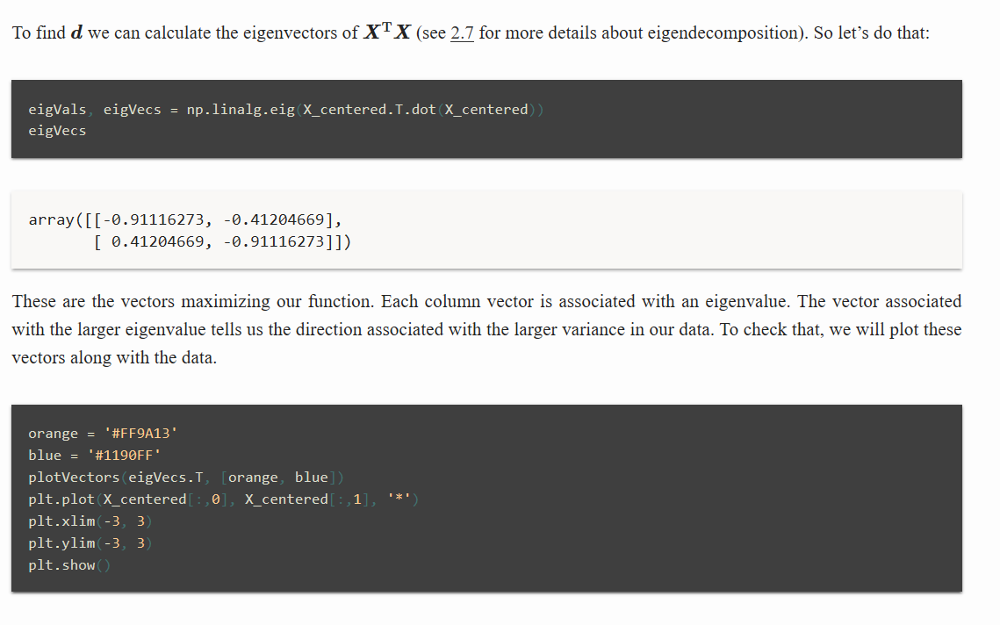 To find d we can calculate the eigenvectors of XᵀX (see 2.7 for more details about eigendecomposition). So let’s do that:
eigVals, eigVecs = np.linalg.eig(X_centered.T.dot(X_centered))
eigVecs
array([[-0.91116273, -0.41204669],
       [ 0.41204669, -0.91116273]])
These are the vectors maximizing our function. Each column vector is associated with an eigenvalue. The vector associated
with the larger eigenvalue tells us the direction associated with the larger variance in our data. To check that, we will plot these
vectors along with the data.
orange = '#FF9A13'
blue = '#1190FF'
plotVectors(eigVecs.T, [orange, blue])
plt.plot(X_centered[:,0], X_centered[:,1], '*')
plt.xlim(-3, 3)
plt.ylim(-3, 3)
plt.show()